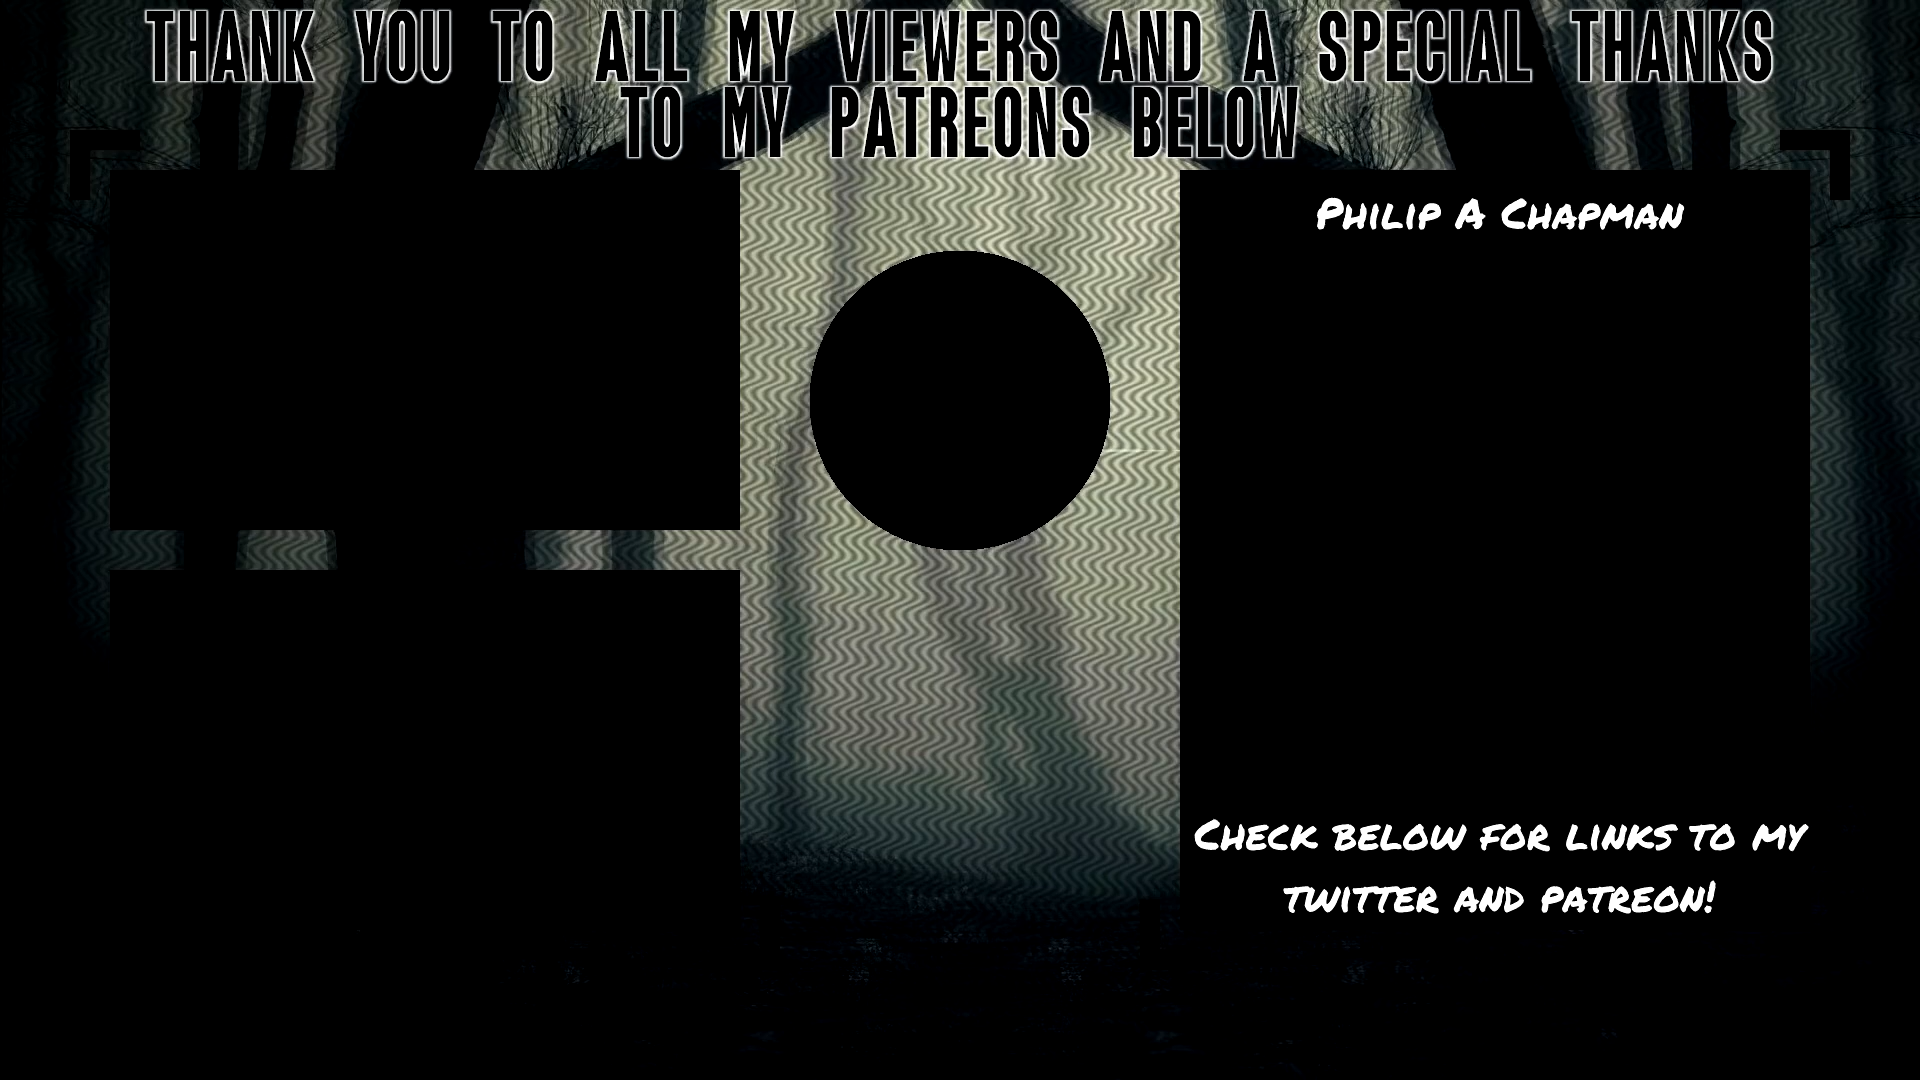 THANK YOU TO ALL MY VIEWERS AND A SPECIAL THANKS
TO MY PATREONS BELOW
Philip A Chapman
Check below for links to my
twitter and patreon!